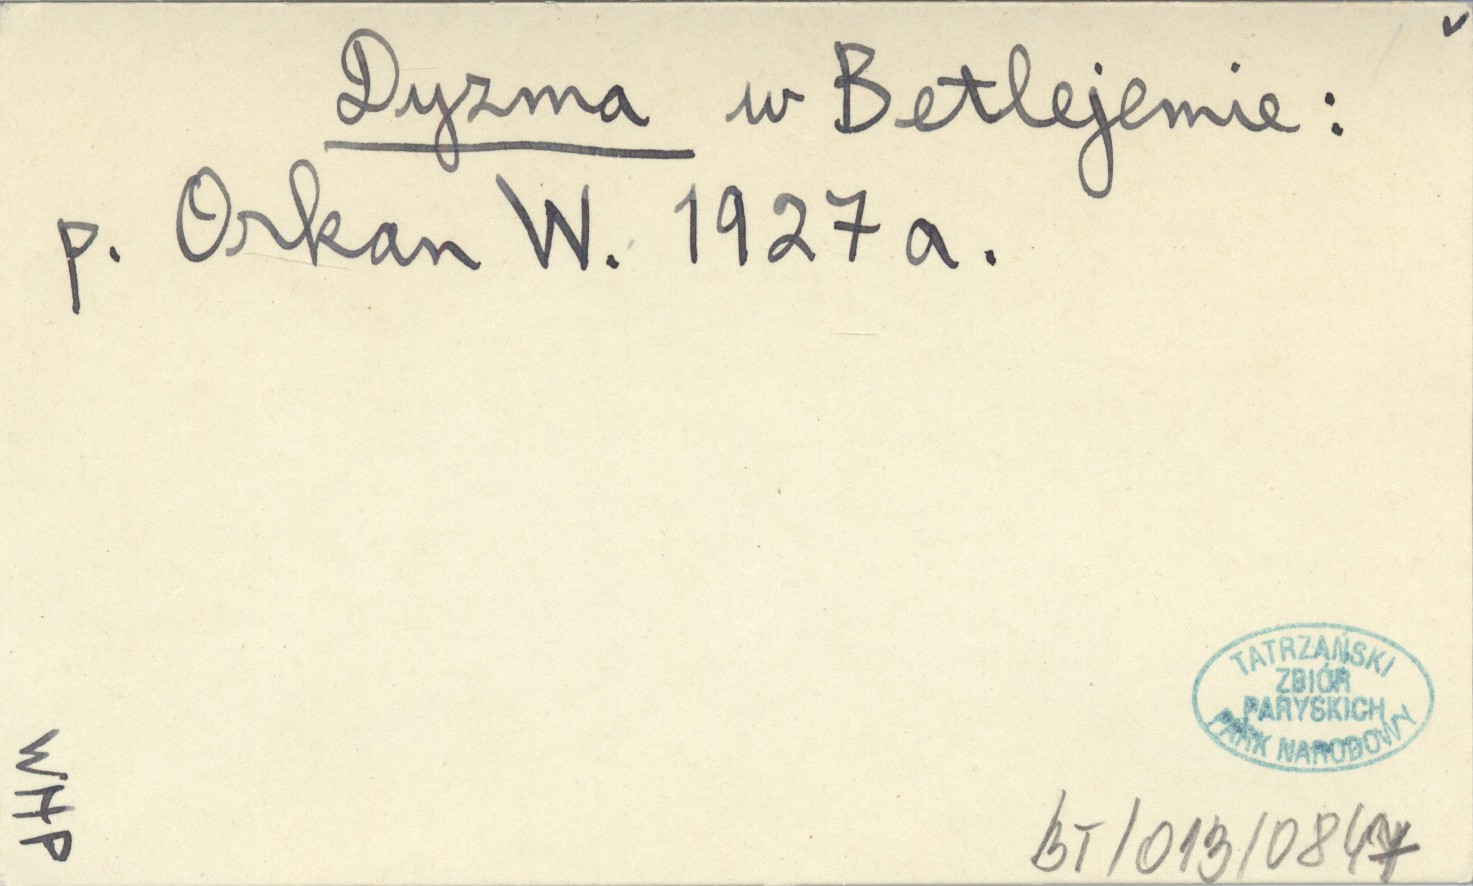 Dyzma w Betlejemie:
p. Orkan W. 1927 a.
TATRZAŃSKI
ZBIÓR
PARYSKICH
PARK NARODOWY
WHP
BT/013/0847